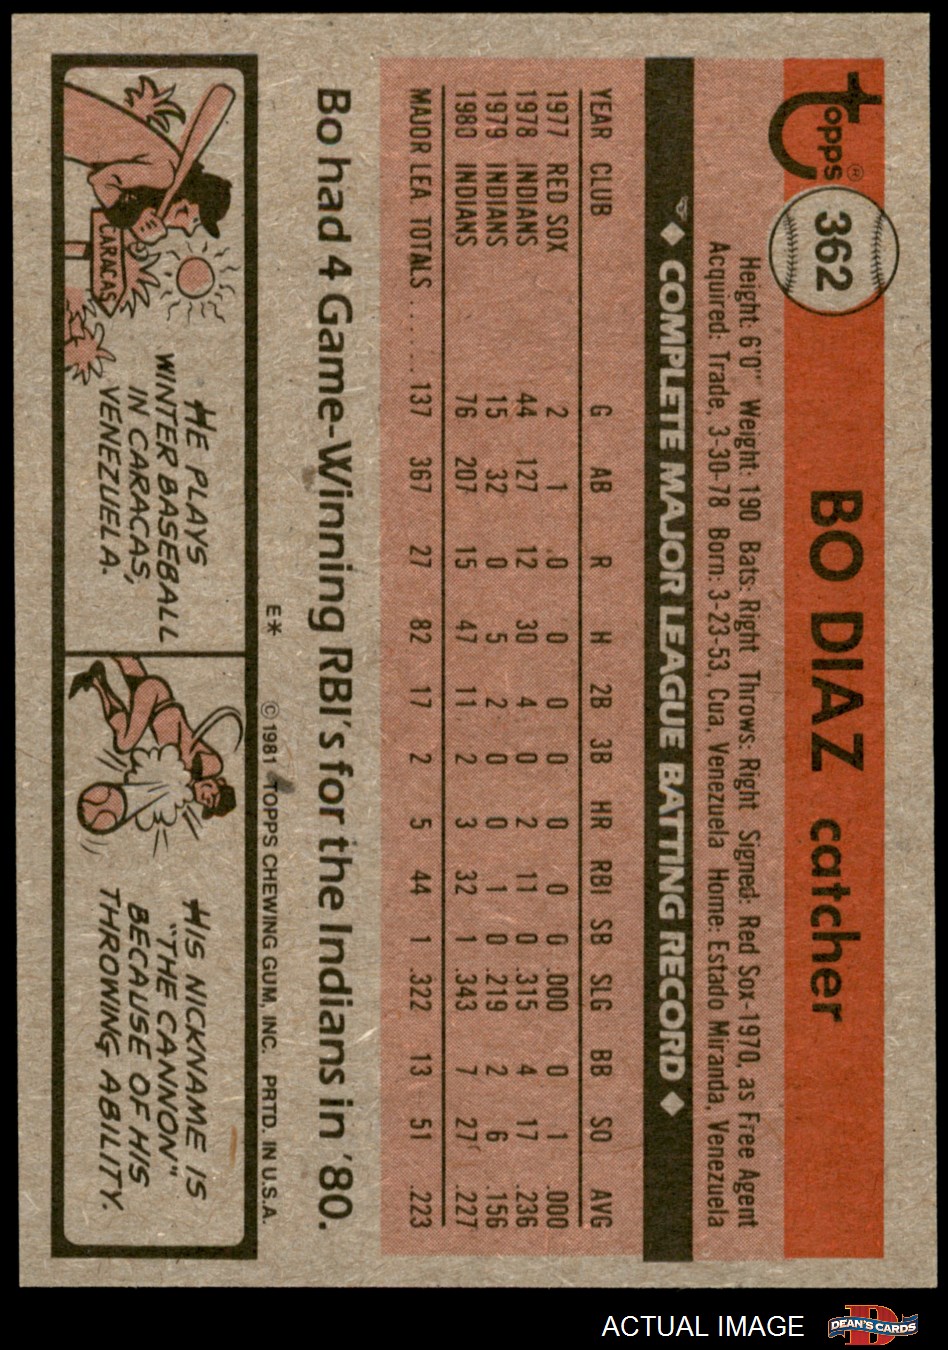 Topps®
362
BO DIAZ catcher
Height: 6'0" Weight: 190 Bats: Right Throws: Right Signed: Red Sox-1970, as Free Agent
Acquired: Trade, 3-30-78 Born: 3-23-53, Cua, Venezuela Home: Estado Miranda, Venezuela
◆ COMPLETE MAJOR LEAGUE BATTING RECORD ◆
YEAR CLUB G AB R H 2B 3B HR RBI SB SLG BB SO AVG
1977 RED SOX 2 1 0 0 0 0 0 0 0 .000 0 1 .000
1978 INDIANS 44 127 12 30 4 0 2 11 0 .315 4 17 .236
1979 INDIANS 15 32 0 5 2 0 0 1 0 .219 2 6 .156
1980 INDIANS 76 207 15 47 11 2 3 32 1 .343 7 27 .227
MAJOR LEA. TOTALS ...... 137 367 27 82 17 2 5 44 1 .322 13 51 .223
Bo had 4 Game-Winning RBI's for the Indians in '80.
E* ©1981 TOPPS CHEWING GUM, INC. PRTD. IN U.S.A.
CARACAS
HE PLAYS
WINTER BASEBALL
IN CARACAS,
VENEZUELA.
HIS NICKNAME IS
"THE CANNON"
BECAUSE OF HIS
THROWING ABILITY.
ACTUAL IMAGE
D
DEAN'S CARDS